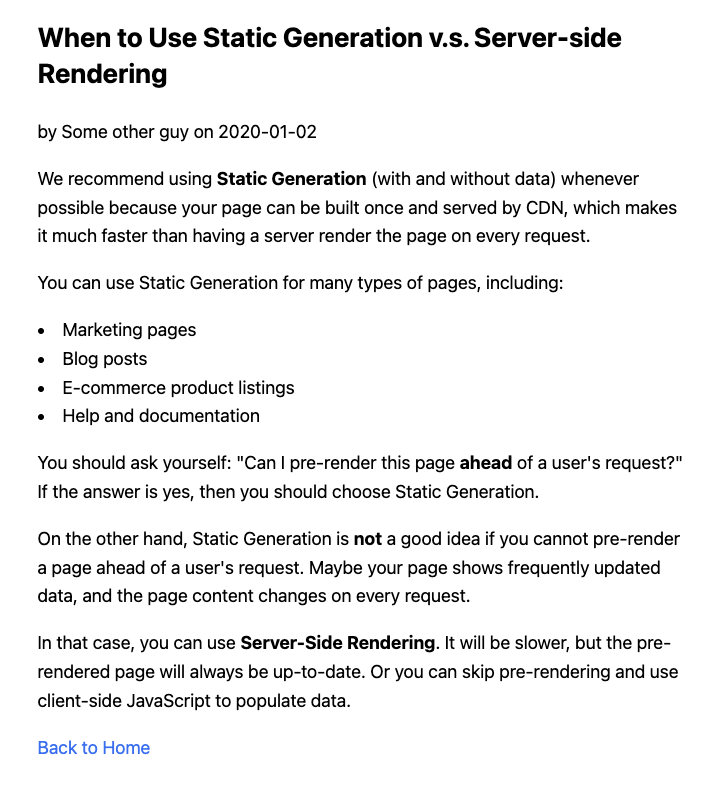 When to Use Static Generation v.s. Server-side
Rendering
by Some other guy on 2020-01-02
We recommend using Static Generation (with and without data) whenever
possible because your page can be built once and served by CDN, which makes
it much faster than having a server render the page on every request.
You can use Static Generation for many types of pages, including:
• Marketing pages
• Blog posts
• E-commerce product listings
• Help and documentation
You should ask yourself: "Can I pre-render this page ahead of a user's request?"
If the answer is yes, then you should choose Static Generation.
On the other hand, Static Generation is not a good idea if you cannot pre-render
a page ahead of a user's request. Maybe your page shows frequently updated
data, and the page content changes on every request.
In that case, you can use Server-Side Rendering. It will be slower, but the pre-
rendered page will always be up-to-date. Or you can skip pre-rendering and use
client-side JavaScript to populate data.
Back to Home